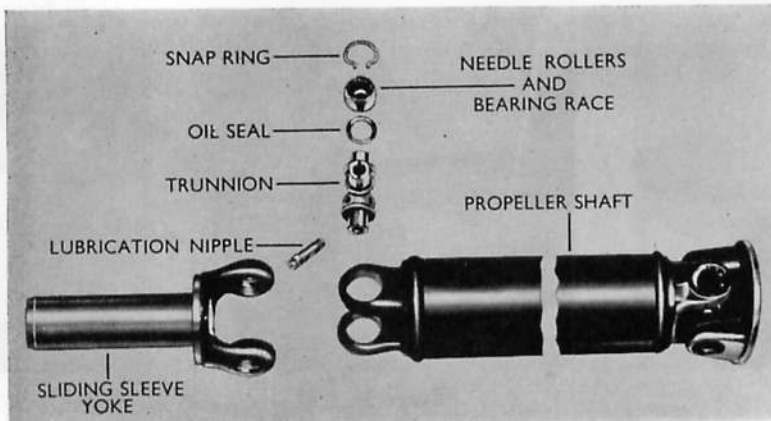 SNAP RING
NEEDLE ROLLERS
AND
BEARING RACE
OIL SEAL
TRUNNION
PROPELLER SHAFT
LUBRICATION NIPPLE
SLIDING SLEEVE
YOKE